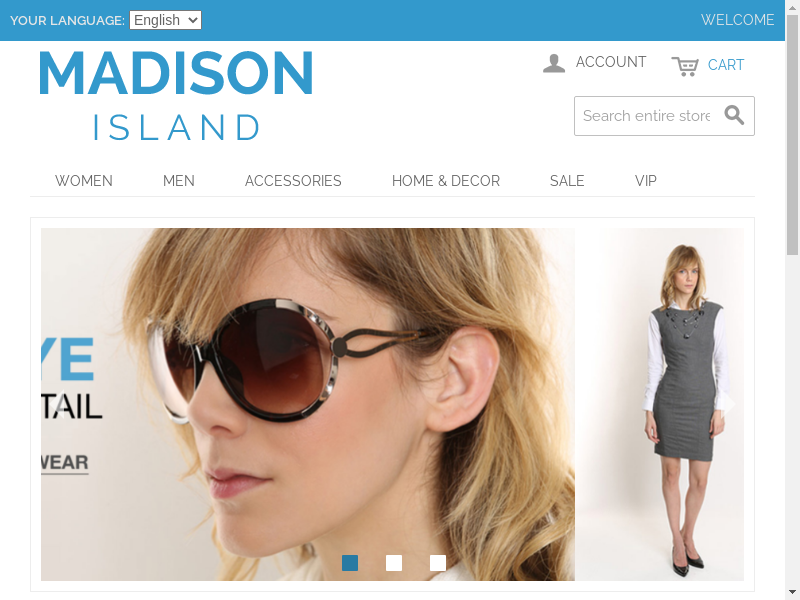 YOUR LANGUAGE: English
WELCOME
MADISON
ISLAND
ACCOUNT
CART
Search entire store
WOMEN MEN ACCESSORIES HOME & DECOR SALE VIP
YE
TAIL
WEAR